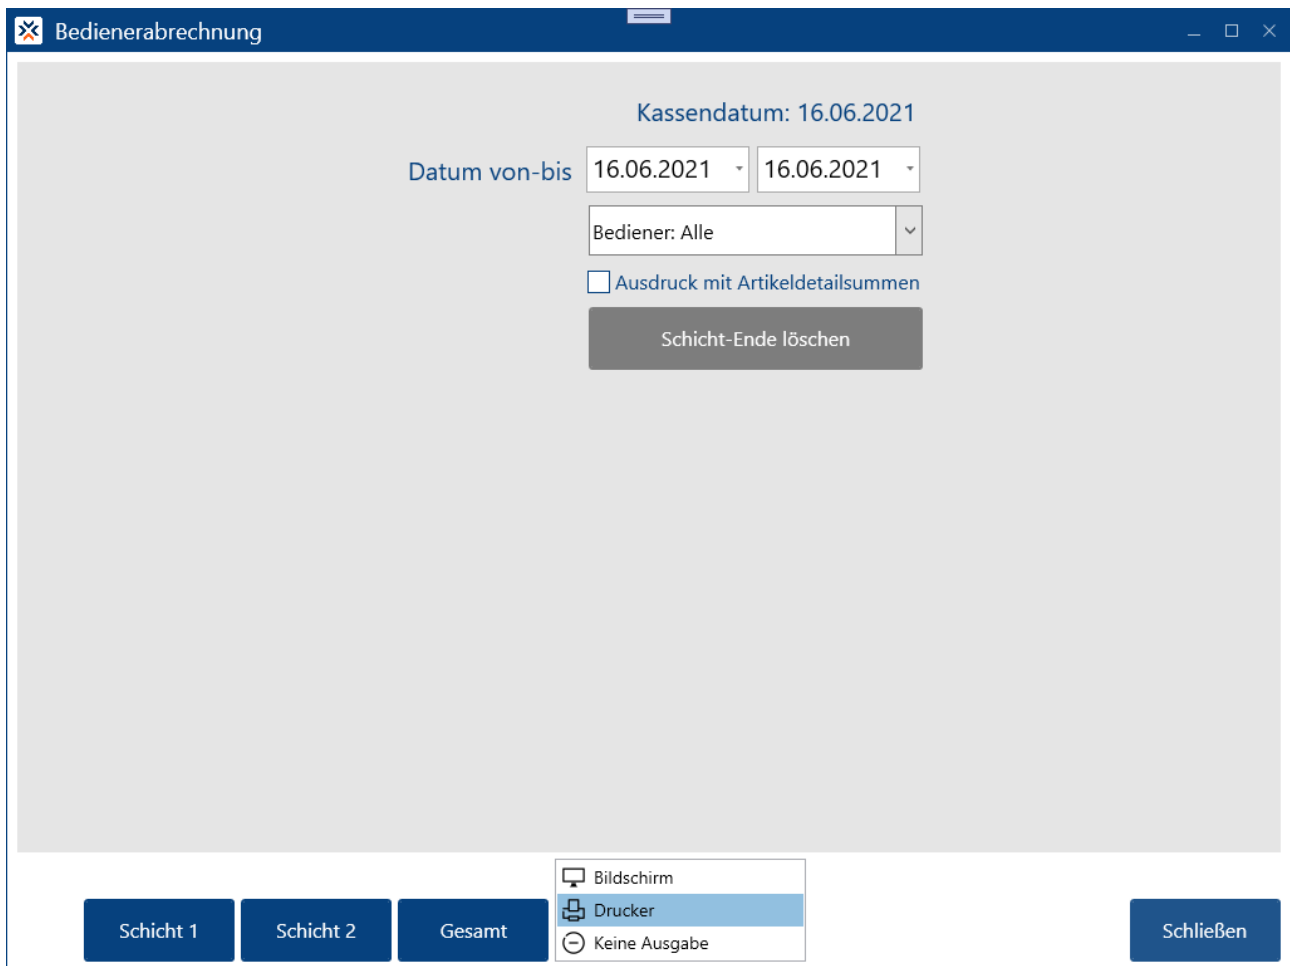 Bedienerabrechnung
Kassendatum: 16.06.2021
Datum von-bis 16.06.2021 16.06.2021
Bediener: Alle
Ausdruck mit Artikeldetailsummen
Schicht-Ende löschen
Bildschirm
Drucker
Keine Ausgabe
Schicht 1 Schicht 2 Gesamt Schließen